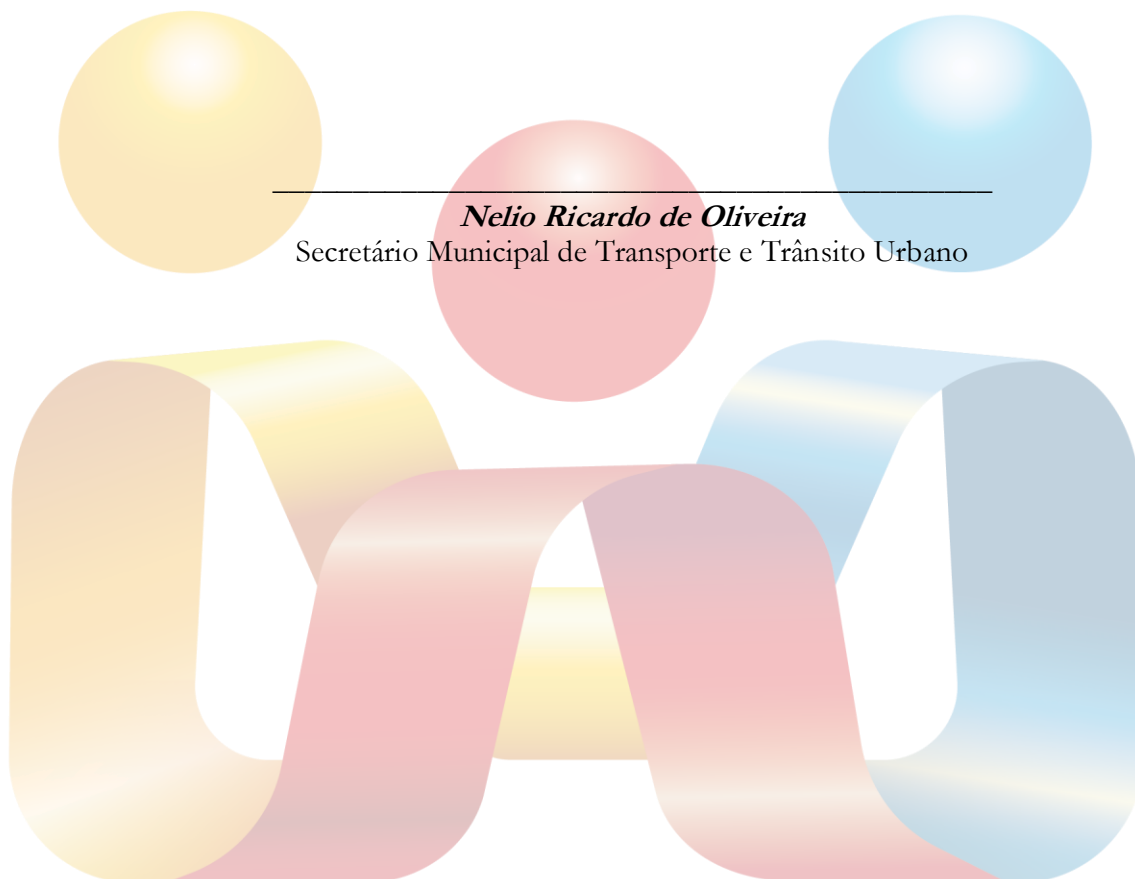 Nelio Ricardo de Oliveira
Secretário Municipal de Transporte e Trânsito Urbano